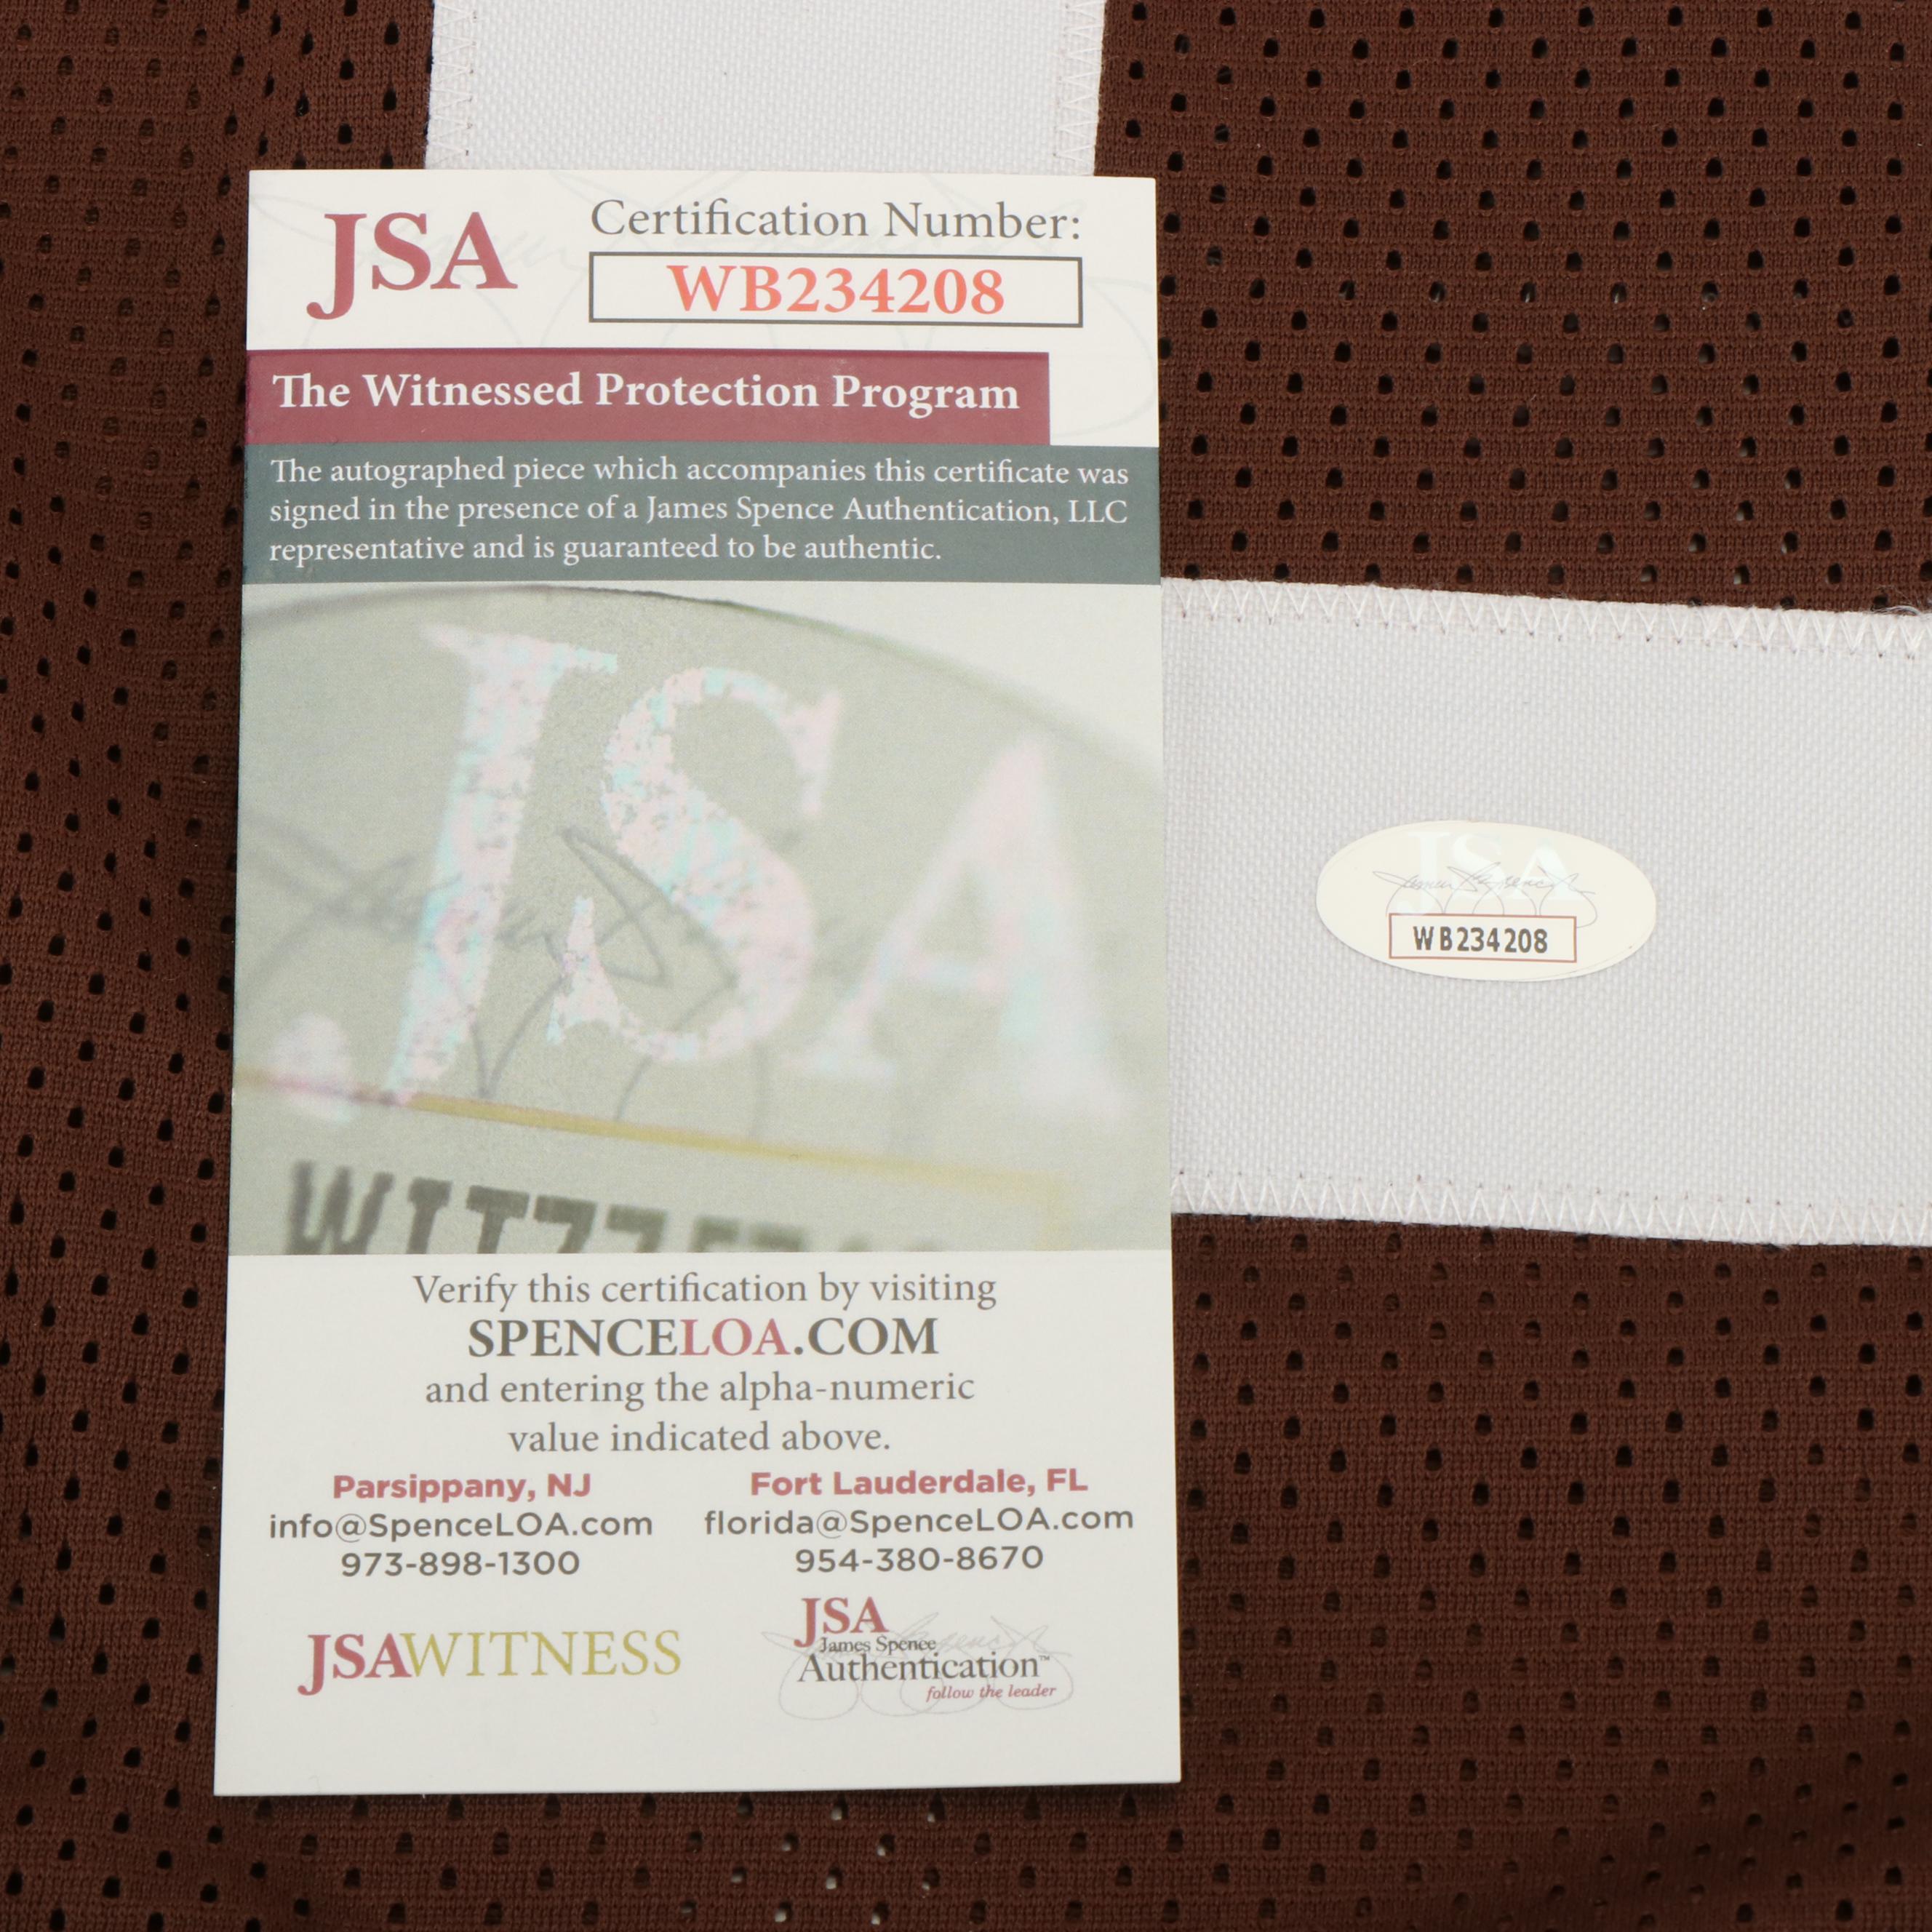 JSA
Certification Number:
WB234208
The Witnessed Protection Program
The autographed piece which accompanies this certificate was
signed in the presence of a James Spence Authentication, LLC
representative and is guaranteed to be authentic.
JSA
Verify this certification by visiting
SPENCELOA.COM
and entering the alpha-numeric
value indicated above.
Parsippany, NJ
info@SpenceLOA.com
973-898-1300
Fort Lauderdale, FL
florida@SpenceLOA.com
954-380-8670
JSAWITNESS
JSA
James Spence
Authentication™
follow the leader
JSA
WB234208